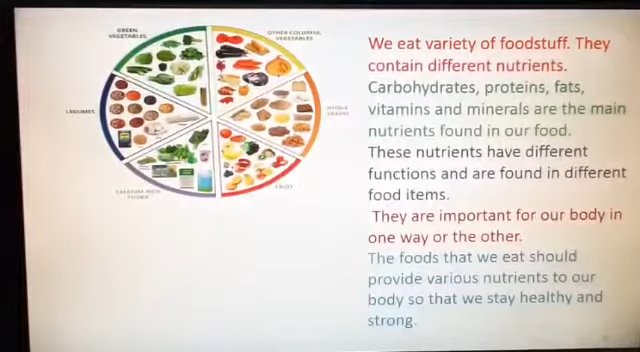 GREEN
VEGETABLES
OTHER COLORFUL
VEGETABLES
LEGUMES
WHOLE
GRAINS
CALCIUM RICH
FOODS
FRUIT
We eat variety of foodstuff. They
contain different nutrients.
Carbohydrates, proteins, fats,
vitamins and minerals are the main
nutrients found in our food.
These nutrients have different
functions and are found in different
food items.
They are important for our body in
one way or the other.
The foods that we eat should
provide various nutrients to our
body so that we stay healthy and
strong.